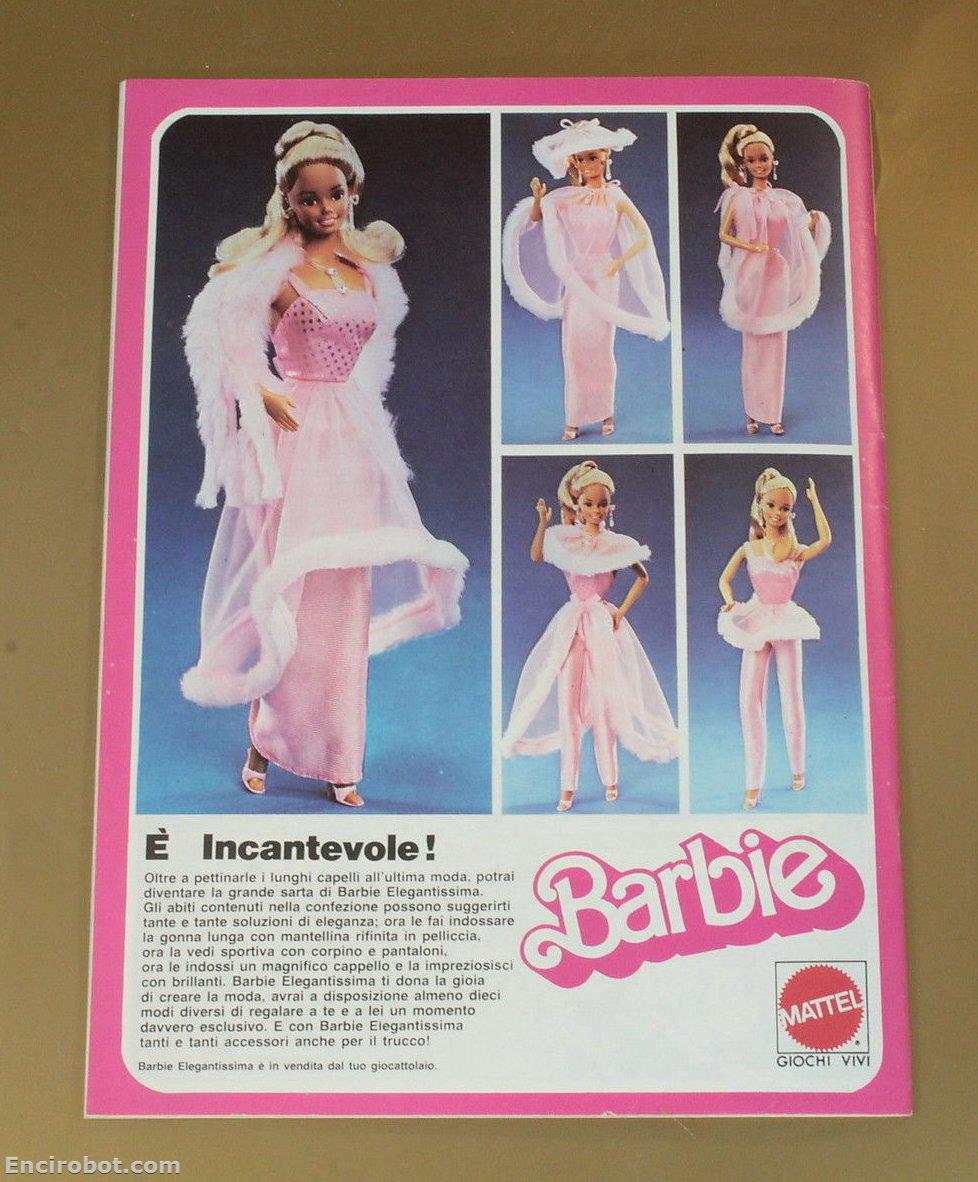 È Incantevole!
Oltre a pettinarle i lunghi capelli all'ultima moda, potrai
diventare la grande sarta di Barbie Elegantissima.
Gli abiti contenuti nella confezione possono suggerirti
tante e tante soluzioni di eleganza; ora le fai indossare
la gonna lunga con mantellina rifinita in pelliccia,
ora la vedi sportiva con corpino e pantaloni,
ora le indossi un magnifico cappello e la impreziosisci
con brillanti. Barbie Elegantissima ti dona la gioia
di creare la moda, avrai a disposizione almeno dieci
modi diversi di regalare a te e a lei un momento
davvero esclusivo. E con Barbie Elegantissima
tanti e tanti accessori anche per il trucco!
Barbie Elegantissima è in vendita dal tuo giocattolaio.
Barbie
MATTEL
GIOCHI VIVI
Encirobot.com